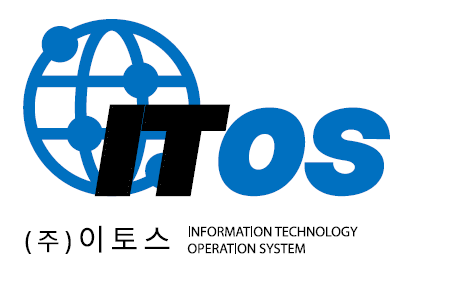 ITOS
(주)이토스
INFORMATION TECHNOLOGY
OPERATION SYSTEM